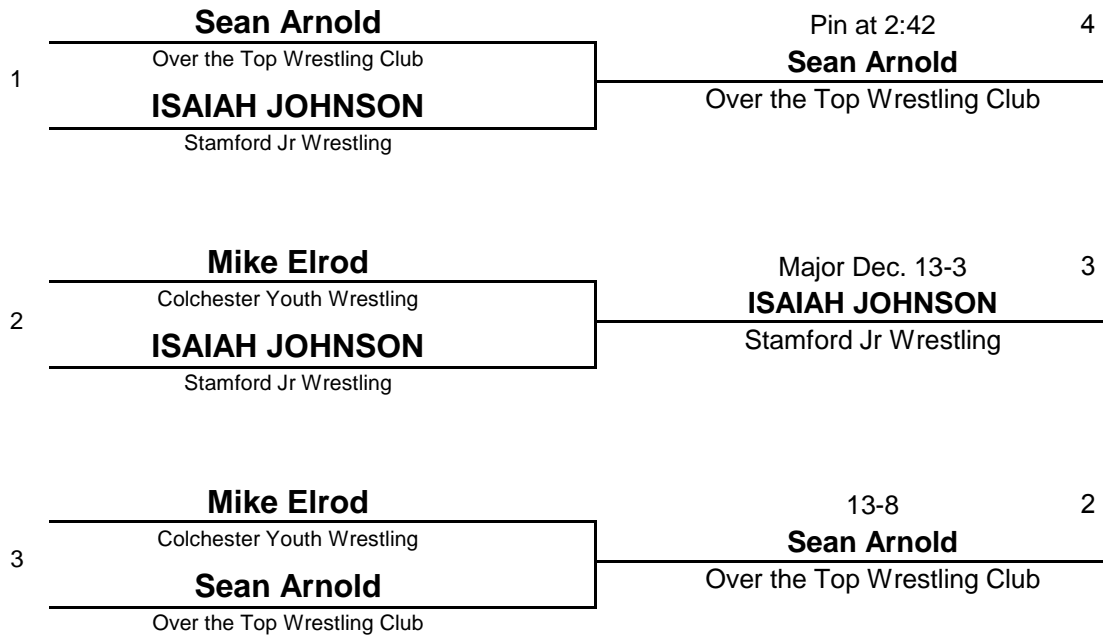 Sean Arnold
Over the Top Wrestling Club
1
ISAIAH JOHNSON
Stamford Jr Wrestling
Pin at 2:42 4
Sean Arnold
Over the Top Wrestling Club
Mike Elrod
Colchester Youth Wrestling
2
ISAIAH JOHNSON
Stamford Jr Wrestling
Major Dec. 13-3 3
ISAIAH JOHNSON
Stamford Jr Wrestling
Mike Elrod
Colchester Youth Wrestling
3
Sean Arnold
Over the Top Wrestling Club
13-8 2
Sean Arnold
Over the Top Wrestling Club